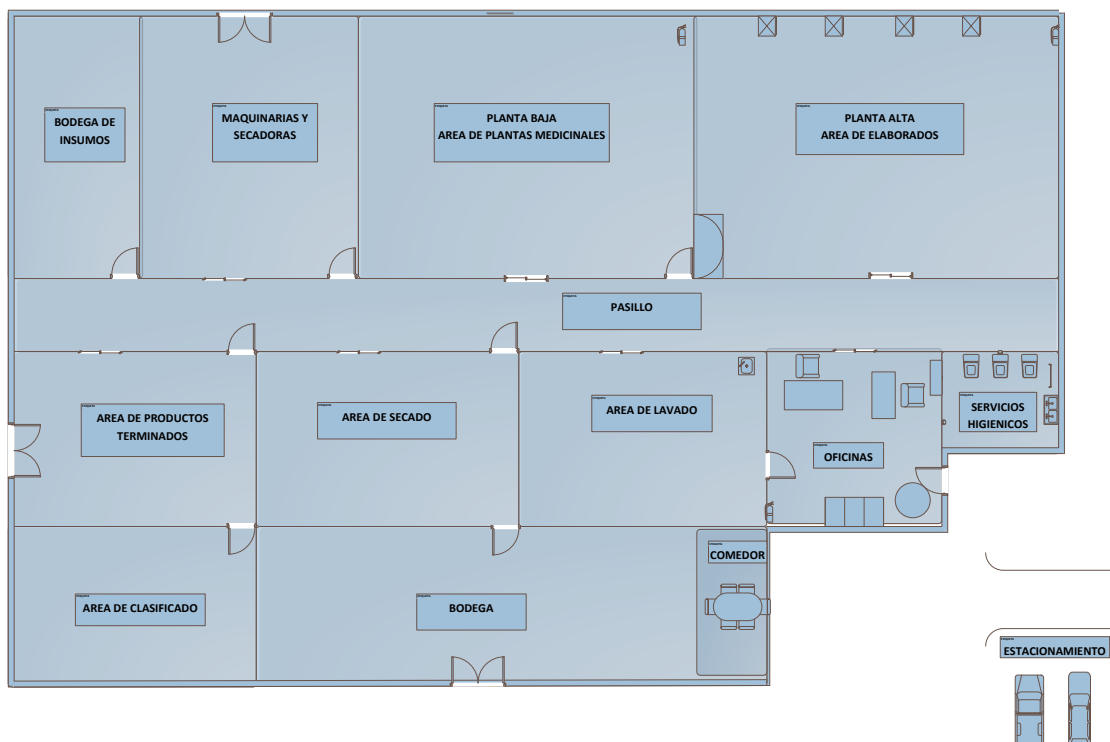 BODEGA DE
INSUMOS
MAQUINARIAS Y
SECADORAS
PLANTA BAJA
AREA DE PLANTAS MEDICINALES
PLANTA ALTA
AREA DE ELABORADOS
PASILLO
AREA DE PRODUCTOS
TERMINADOS
AREA DE SECADO
AREA DE LAVADO
OFICINAS
SERVICIOS
HIGIENICOS
AREA DE CLASIFICADO
BODEGA
COMEDOR
ESTACIONAMIENTO